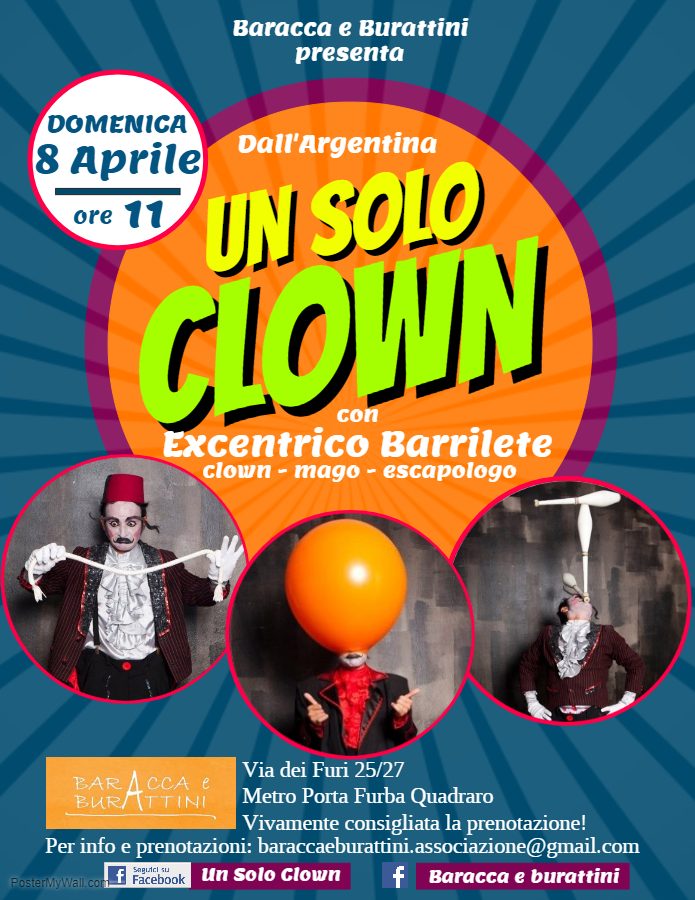 Baracca e Burattini
presenta
DOMENICA
8 Aprile
ore 11
Dall'Argentina
UN SOLO
CLOWN
con
Excentrico Barrilete
clown - mago - escapologo
BARACCA e
BURATTINI
Via dei Furi 25/27
Metro Porta Furba Quadraro
Vivamente consigliata la prenotazione!
Per info e prenotazioni: baraccaeburattini.associazione@gmail.com
f Seguici su
Facebook
Un Solo Clown
f Baracca e burattini
PosterMyWall.com